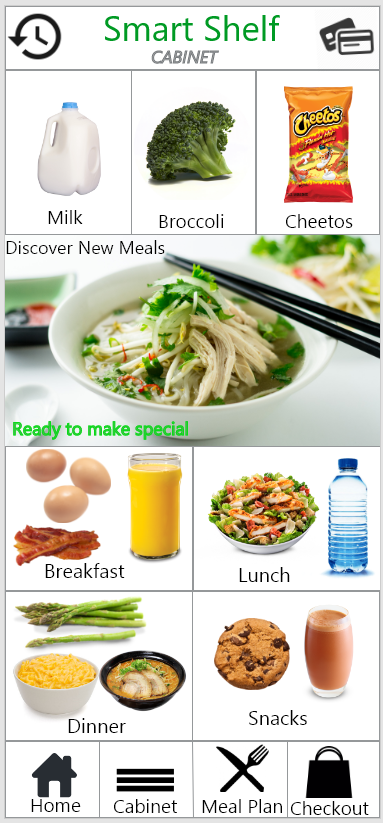 Smart Shelf
CABINET
Cheetos
Milk
Broccoli
Cheetos
Discover New Meals
Ready to make special
Breakfast
Lunch
Dinner
Snacks
Home
Cabinet
Meal Plan
Checkout